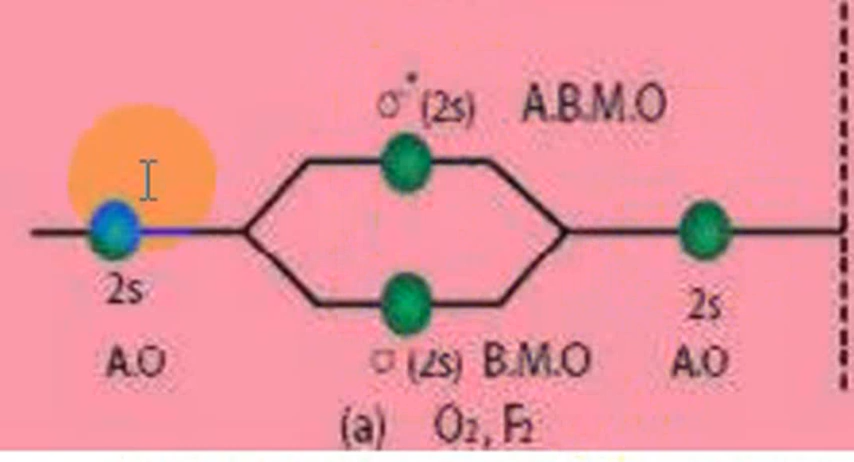 σ*(2s) A.B.M.O
2s 2s
A.O σ (2s) B.M.O A.O
(a) O₂, F₂